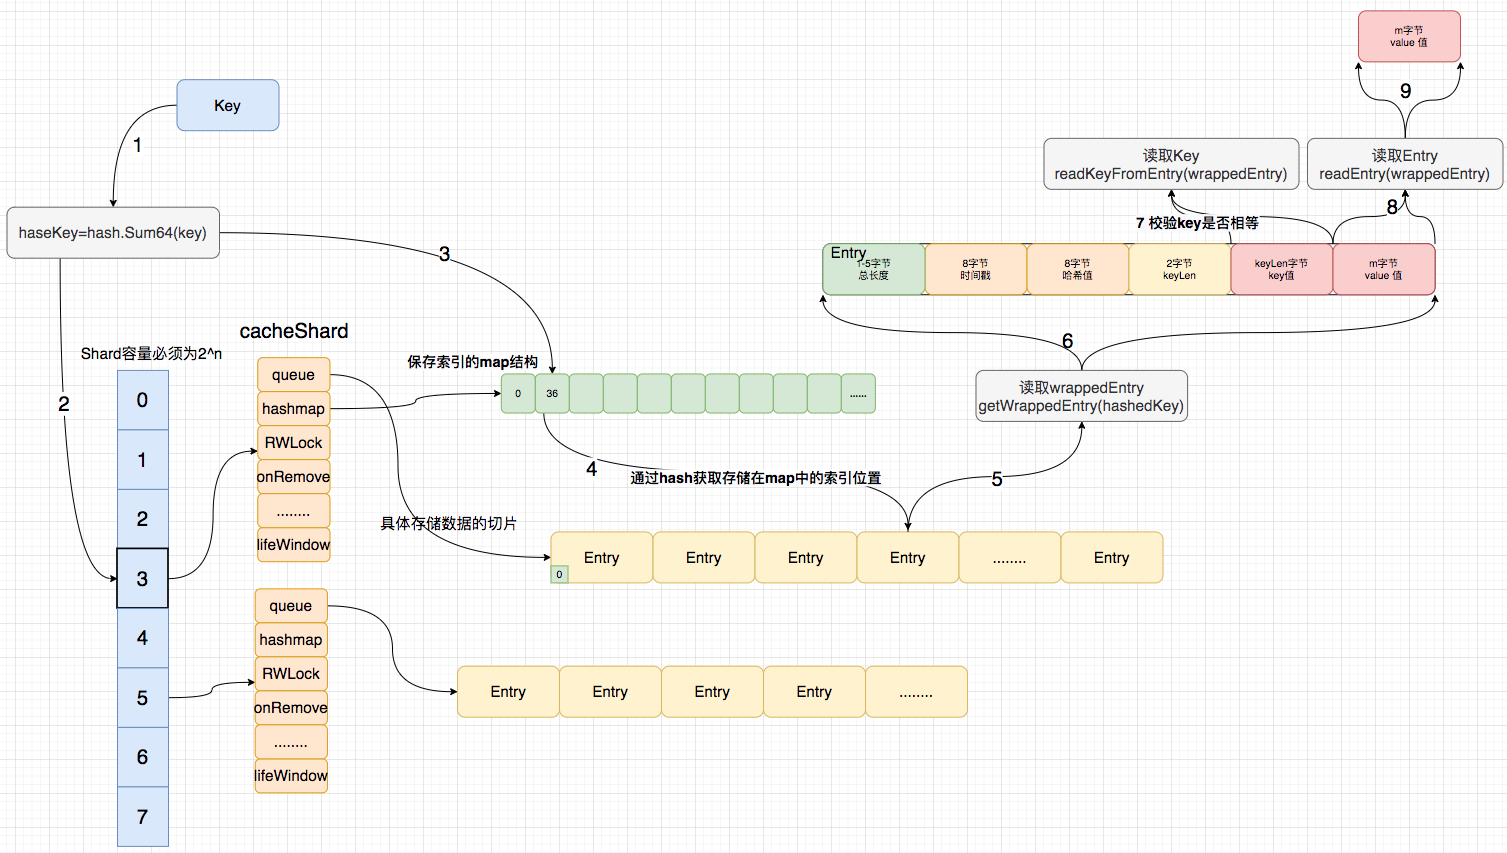 m字节
value 值
9
Key
1
读取Key
readKeyFromEntry(wrappedEntry)
读取Entry
readEntry(wrappedEntry)
haseKey=hash.Sum64(key)
7 校验key是否相等
8
3
Entry
1-5字节
总长度
8字节
时间戳
8字节
哈希值
2字节
keyLen
keyLen字节
key值
m字节
value 值
cacheShard
6
Shard容量必须为2^n
保存索引的map结构
queue
hashmap
RWLock
onRemove
........
lifeWindow
0
36
......
读取wrappedEntry
getWrappedEntry(hashedKey)
2
0
1
2
3
4
5
6
7
4
通过hash获取存储在map中的索引位置
5
具体存储数据的切片
Entry
Entry
Entry
Entry
........
Entry
0
queue
hashmap
RWLock
onRemove
........
lifeWindow
Entry
Entry
Entry
Entry
........